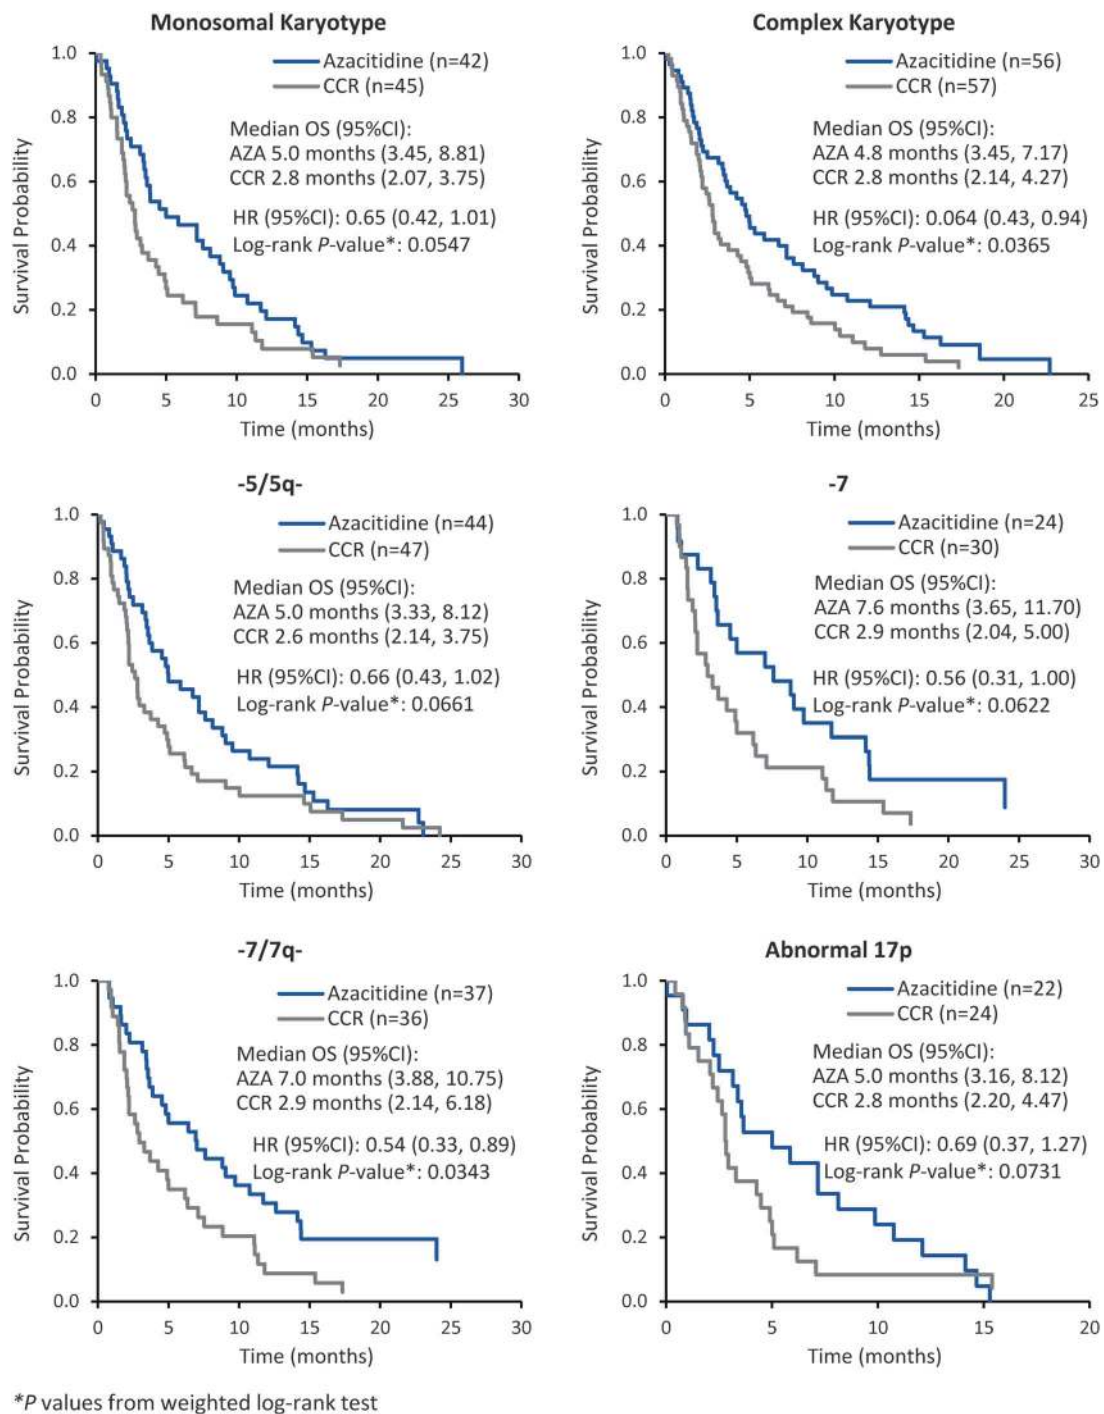 Monosomal Karyotype
1.0
0.8
0.6
0.4
0.2
0.0
Survival Probability
Azacitidine (n=42)
CCR (n=45)
Median OS (95%CI):
AZA 5.0 months (3.45, 8.81)
CCR 2.8 months (2.07, 3.75)
HR (95%CI): 0.65 (0.42, 1.01)
Log-rank P-value*: 0.0547
0 5 10 15 20 25 30
Time (months)
Complex Karyotype
1.0
0.8
0.6
0.4
0.2
0.0
Survival Probability
Azacitidine (n=56)
CCR (n=57)
Median OS (95%CI):
AZA 4.8 months (3.45, 7.17)
CCR 2.8 months (2.14, 4.27)
HR (95%CI): 0.064 (0.43, 0.94)
Log-rank P-value*: 0.0365
0 5 10 15 20 25
Time (months)
-5/5q-
1.0
0.8
0.6
0.4
0.2
0.0
Survival Probability
Azacitidine (n=44)
CCR (n=47)
Median OS (95%CI):
AZA 5.0 months (3.33, 8.12)
CCR 2.6 months (2.14, 3.75)
HR (95%CI): 0.66 (0.43, 1.02)
Log-rank P-value*: 0.0661
0 5 10 15 20 25 30
Time (months)
-7
1.0
0.8
0.6
0.4
0.2
0.0
Survival Probability
Azacitidine (n=24)
CCR (n=30)
Median OS (95%CI):
AZA 7.6 months (3.65, 11.70)
CCR 2.9 months (2.04, 5.00)
HR (95%CI): 0.56 (0.31, 1.00)
Log-rank P-value*: 0.0622
0 5 10 15 20 25 30
Time (months)
-7/7q-
1.0
0.8
0.6
0.4
0.2
0.0
Survival Probability
Azacitidine (n=37)
CCR (n=36)
Median OS (95%CI):
AZA 7.0 months (3.88, 10.75)
CCR 2.9 months (2.14, 6.18)
HR (95%CI): 0.54 (0.33, 0.89)
Log-rank P-value*: 0.0343
0 5 10 15 20 25 30
Time (months)
Abnormal 17p
1.0
0.8
0.6
0.4
0.2
0.0
Survival Probability
Azacitidine (n=22)
CCR (n=24)
Median OS (95%CI):
AZA 5.0 months (3.16, 8.12)
CCR 2.8 months (2.20, 4.47)
HR (95%CI): 0.69 (0.37, 1.27)
Log-rank P-value*: 0.0731
0 5 10 15 20
Time (months)
*P values from weighted log-rank test